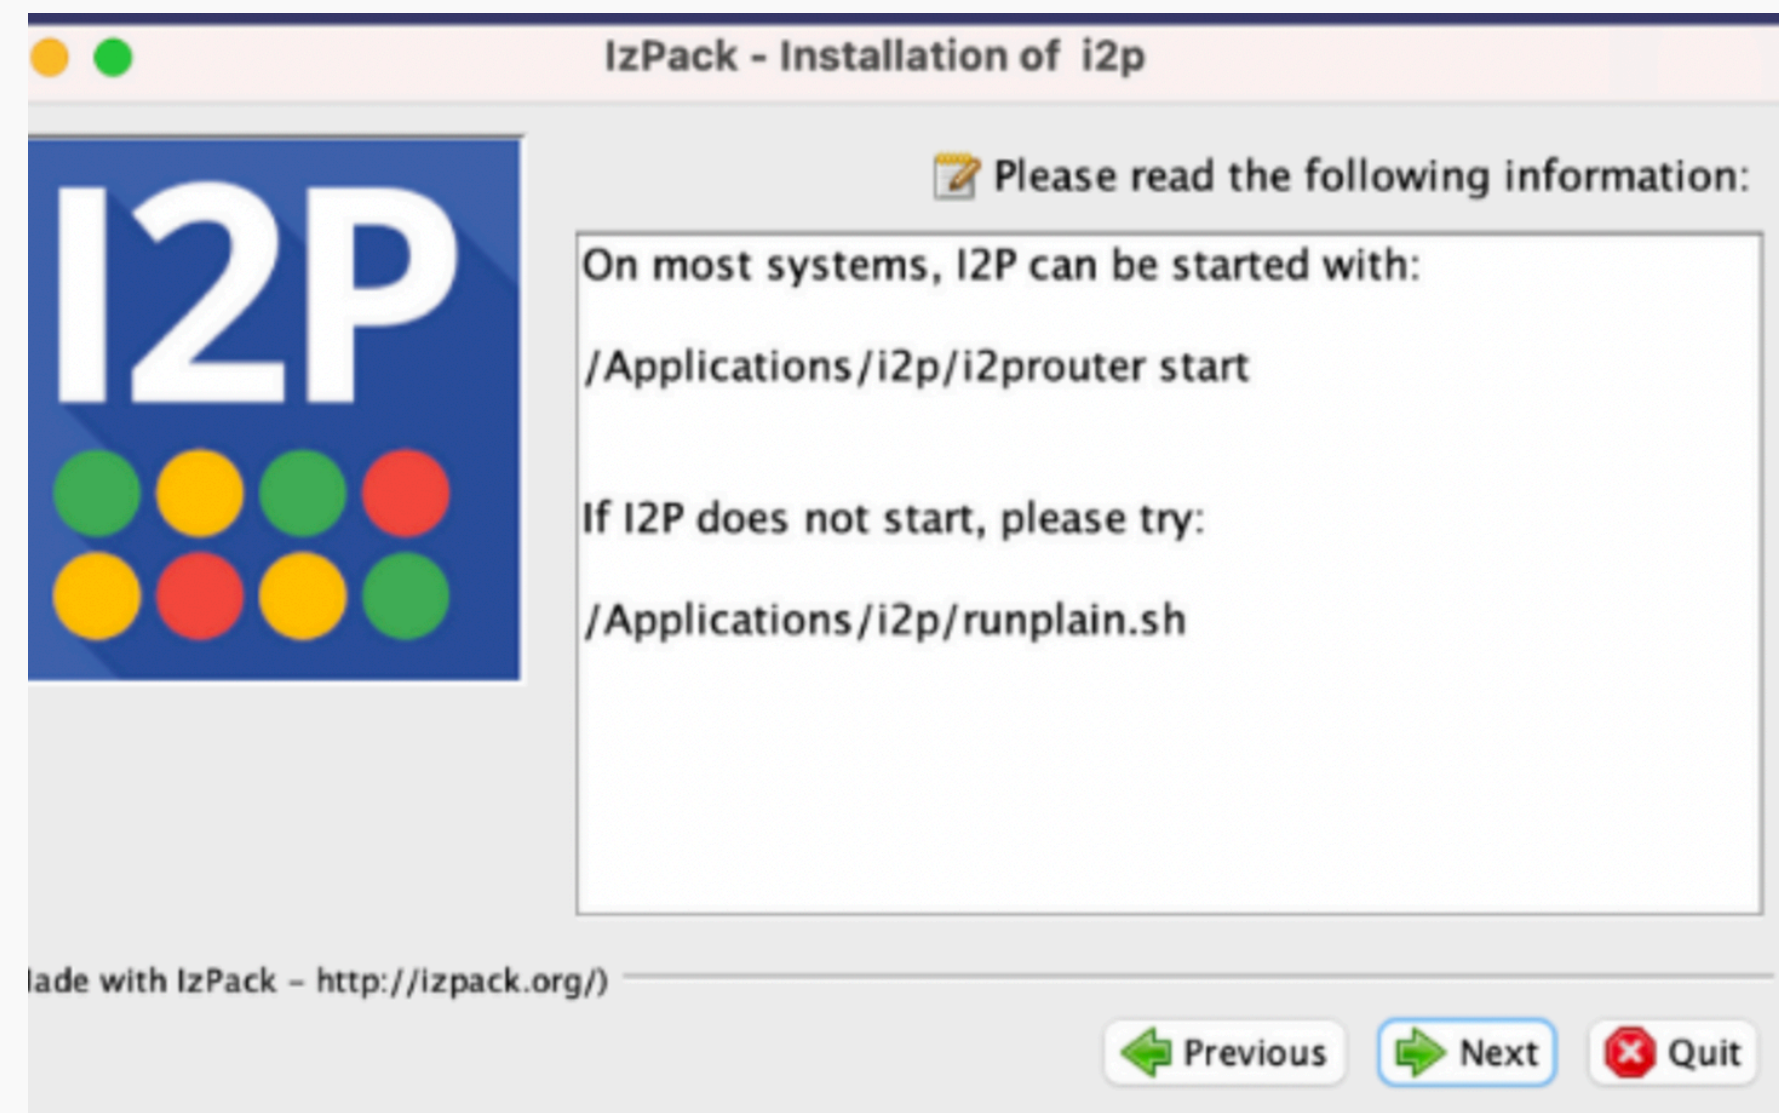 IzPack - Installation of i2p
I2P
Please read the following information:
On most systems, I2P can be started with:
/Applications/i2p/i2prouter start
If I2P does not start, please try:
/Applications/i2p/runplain.sh
with IzPack - http://izpack.org/)
Previous
Next
Quit